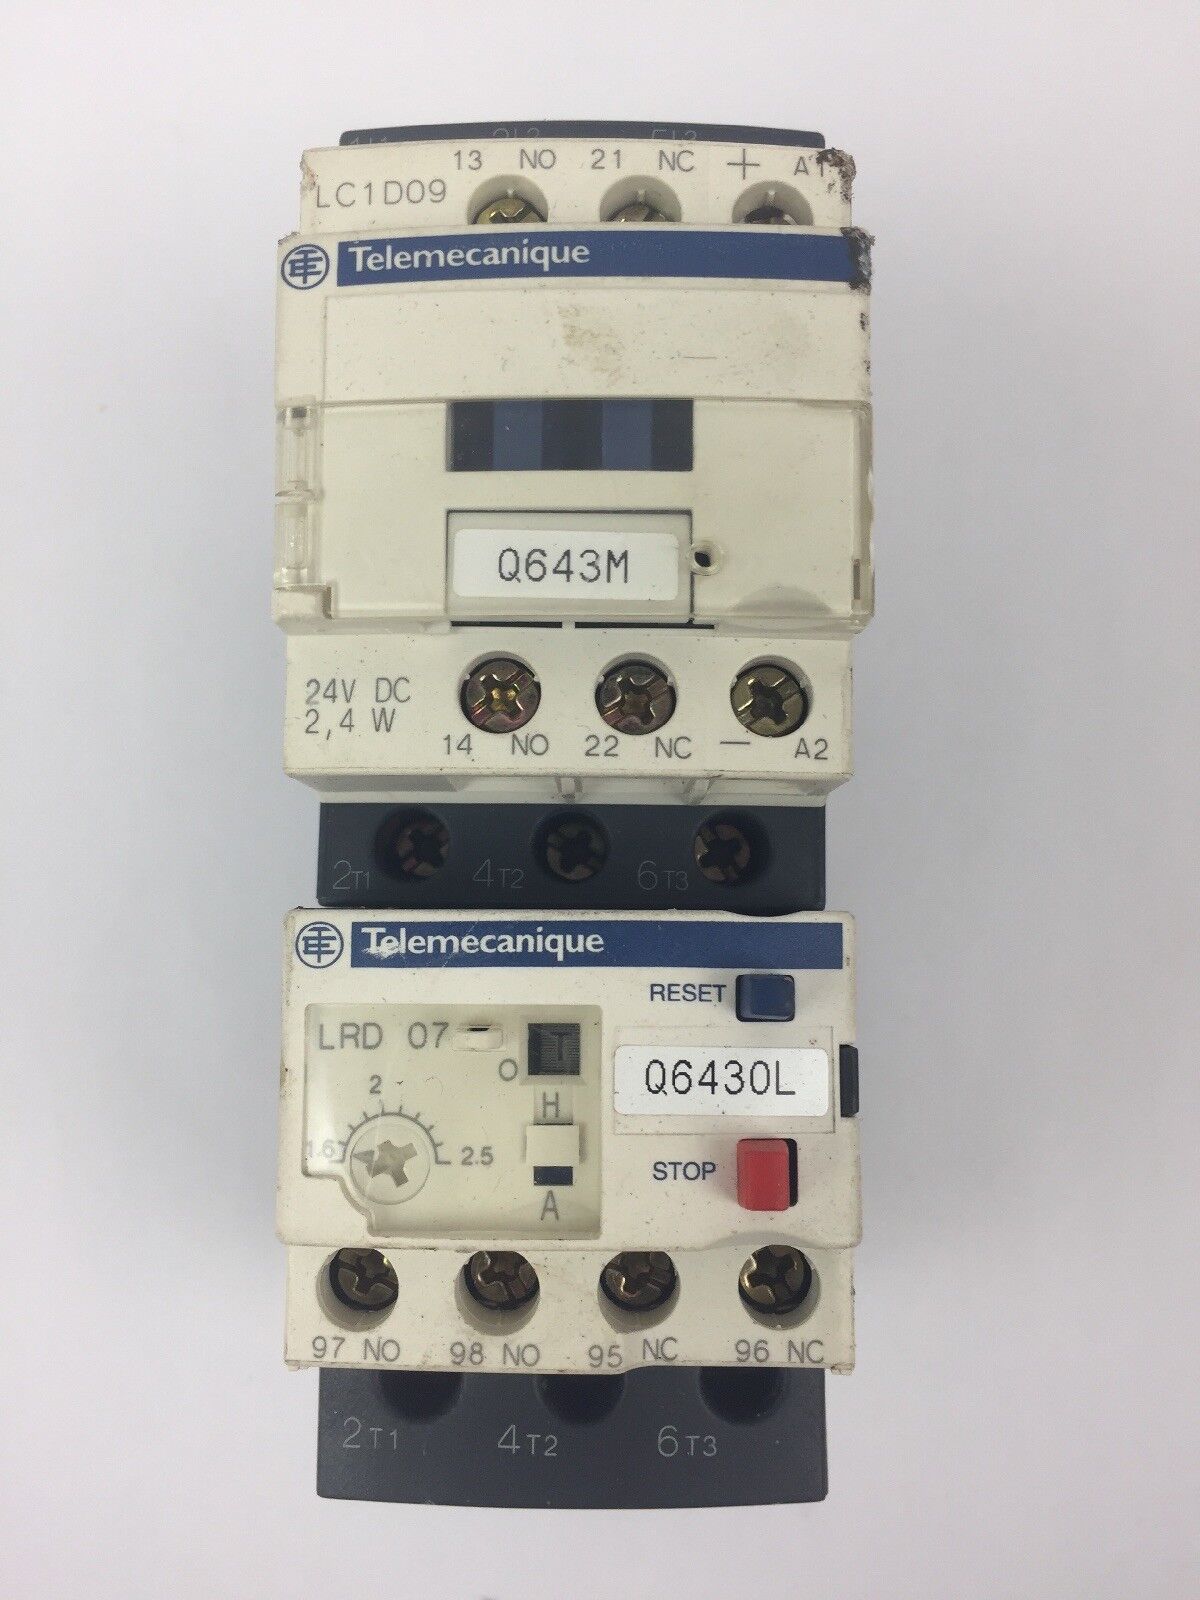 13 NO 21 NC + A1
LC1D09
Telemecanique
Q643M
24V DC
2,4 W
14 NO 22 NC — A2
2T1 4T2 6T3
Telemecanique
RESET
LRD 07
O
H
Q6430L
2
1.6 2.5
STOP
A
97 NO 98 NO 95 NC 96 NC
2T1 4T2 6T3